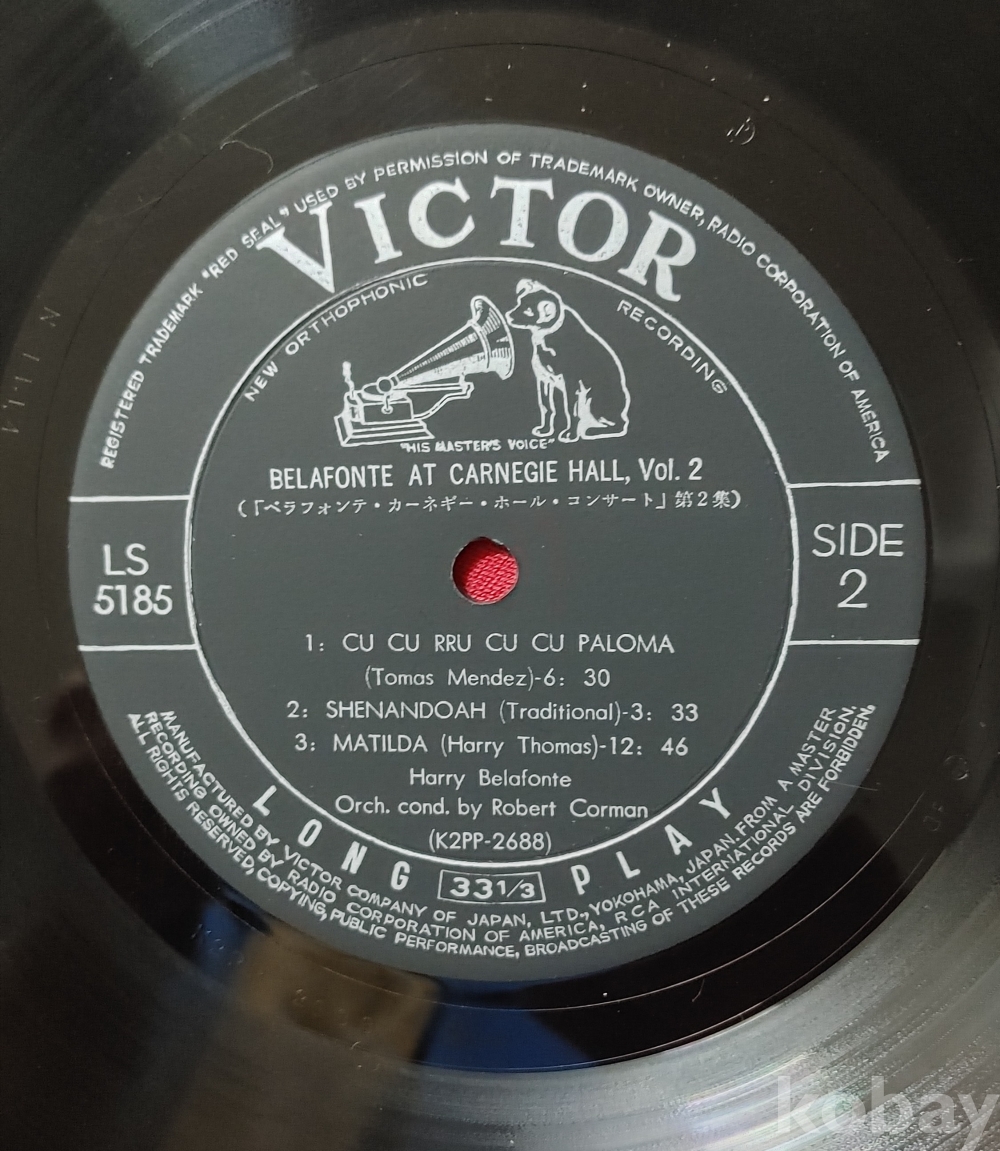 REGISTERED TRADEMARK "RED SEAL" USED BY PERMISSION OF TRADEMARK OWNER, RADIO CORPORATION OF AMERICA
VICTOR
NEW ORTHOPHONIC RECORDING
"HIS MASTER'S VOICE"
BELAFONTE AT CARNEGIE HALL, Vol. 2
(「ベラフォンテ・カーネギー・ホール・コンサート」第2集)
LS
5185
SIDE
2
1: CU CU RRU CU CU PALOMA
(Tomas Mendez)-6: 30
2: SHENANDOAH (Traditional)-3: 33
3: MATILDA (Harry Thomas)-12: 46
Harry Belafonte
Orch. cond. by Robert Corman
(K2PP-2688)
LONG 33 1/3 PLAY
MANUFACTURED BY VICTOR COMPANY OF JAPAN, LTD., YOKOHAMA, JAPAN. FROM A MASTER
RECORDING OWNED BY RADIO CORPORATION OF AMERICA, RCA INTERNATIONAL DIVISION.
ALL RIGHTS RESERVED, COPYING, PUBLIC PERFORMANCE, BROADCASTING OF THESE RECORDS ARE FORBIDDEN.
kobay